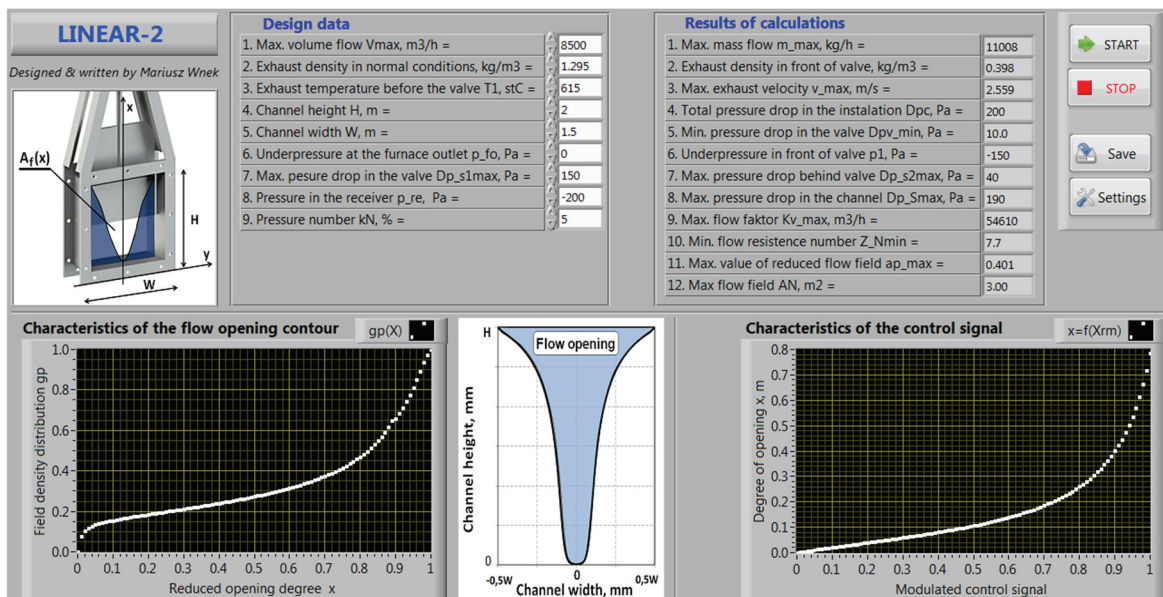 LINEAR-2
Designed & written by Mariusz Wnek
x
Af(x)
H
y
W
Design data
1. Max. volume flow Vmax, m3/h = 8500
2. Exhaust density in normal conditions, kg/m3 = 1.295
3. Exhaust temperature before the valve T1, stC = 615
4. Channel height H, m = 2
5. Channel width W, m = 1.5
6. Underpressure at the furnace outlet p_fo, Pa = 0
7. Max. pesure drop in the valve Dp_s1max, Pa = 150
8. Pressure in the receiver p_re, Pa = -200
9. Pressure number kN, % = 5
Results of calculations
1. Max. mass flow m_max, kg/h = 11008
2. Exhaust density in front of valve, kg/m3 = 0.398
3. Max. exhaust velocity v_max, m/s = 2.559
4. Total pressure drop in the instalation Dpc, Pa = 200
5. Min. pressure drop in the valve Dpv_min, Pa = 10.0
6. Underpressure in front of valve p1, Pa = -150
7. Max. pressure drop behind valve Dp_s2max, Pa = 40
8. Max. pressure drop in the channel Dp_Smax, Pa = 190
9. Max. flow faktor Kv_max, m3/h = 54610
10. Min. flow resistence number Z_Nmin = 7.7
11. Max. value of reduced flow field ap_max = 0.401
12. Max flow field AN, m2 = 3.00
START
STOP
Save
Settings
Characteristics of the flow opening contour
gp(X)
Field density distribution gp
1.0
0.8
0.6
0.4
0.2
0.0
0 0.1 0.2 0.3 0.4 0.5 0.6 0.7 0.8 0.9 1
Reduced opening degree x
H
Flow opening
Channel height, mm
0
-0,5W 0 0,5W
Channel width, mm
Characteristics of the control signal
x=f(Xrm)
Degree of opening x, m
0.8
0.7
0.6
0.5
0.4
0.3
0.2
0.1
0.0
0 0.1 0.2 0.3 0.4 0.5 0.6 0.7 0.8 0.9 1
Modulated control signal